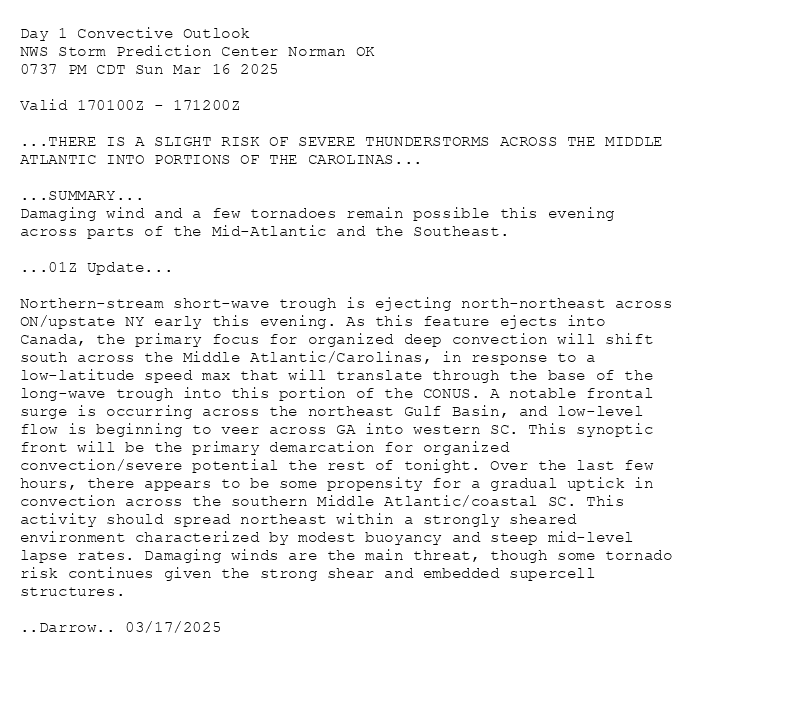 Day 1 Convective Outlook
NWS Storm Prediction Center Norman OK
0737 PM CDT Sun Mar 16 2025
Valid 170100Z - 171200Z
...THERE IS A SLIGHT RISK OF SEVERE THUNDERSTORMS ACROSS THE MIDDLE
ATLANTIC INTO PORTIONS OF THE CAROLINAS...
...SUMMARY...
Damaging wind and a few tornadoes remain possible this evening
across parts of the Mid-Atlantic and the Southeast.
...01Z Update...
Northern-stream short-wave trough is ejecting north-northeast across
ON/upstate NY early this evening. As this feature ejects into
Canada, the primary focus for organized deep convection will shift
south across the Middle Atlantic/Carolinas, in response to a
low-latitude speed max that will translate through the base of the
long-wave trough into this portion of the CONUS. A notable frontal
surge is occurring across the northeast Gulf Basin, and low-level
flow is beginning to veer across GA into western SC. This synoptic
front will be the primary demarcation for organized
convection/severe potential the rest of tonight. Over the last few
hours, there appears to be some propensity for a gradual uptick in
convection across the southern Middle Atlantic/coastal SC. This
activity should spread northeast within a strongly sheared
environment characterized by modest buoyancy and steep mid-level
lapse rates. Damaging winds are the main threat, though some tornado
risk continues given the strong shear and embedded supercell
structures.
..Darrow.. 03/17/2025